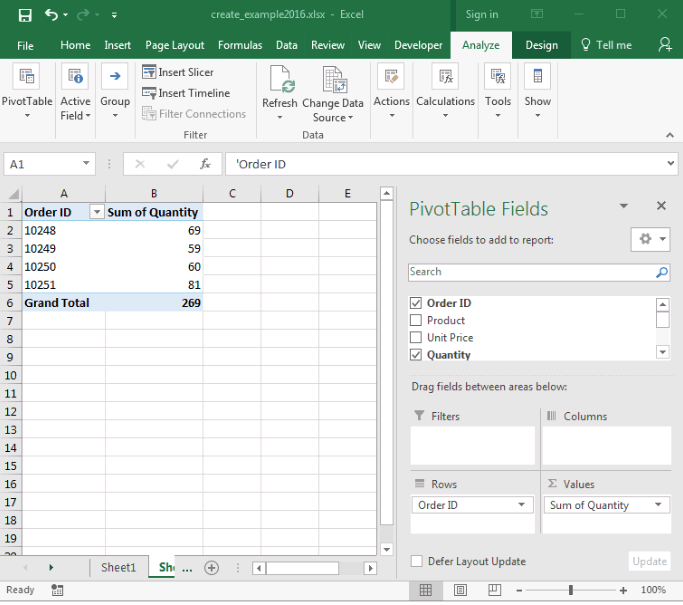 create_example2016.xlsx - Excel
Sign in
File Home Insert Page Layout Formulas Data Review View Developer Analyze Design Tell me
PivotTable
Active Field
Group
Insert Slicer
Insert Timeline
Filter Connections
Filter
Refresh
Change Data Source
Data
Actions
Calculations
Tools
Show
A1 fx 'Order ID
A B C D E
1 Order ID Sum of Quantity
2 10248 69
3 10249 59
4 10250 60
5 10251 81
6 Grand Total 269
7
8
9
10
11
12
13
14
15
16
17
18
19
PivotTable Fields
Choose fields to add to report:
Search
Order ID
Product
Unit Price
Quantity
Drag fields between areas below:
Filters
Columns
Rows
Order ID
Σ Values
Sum of Quantity
Defer Layout Update
Update
Sheet1 She ...
Ready
100%